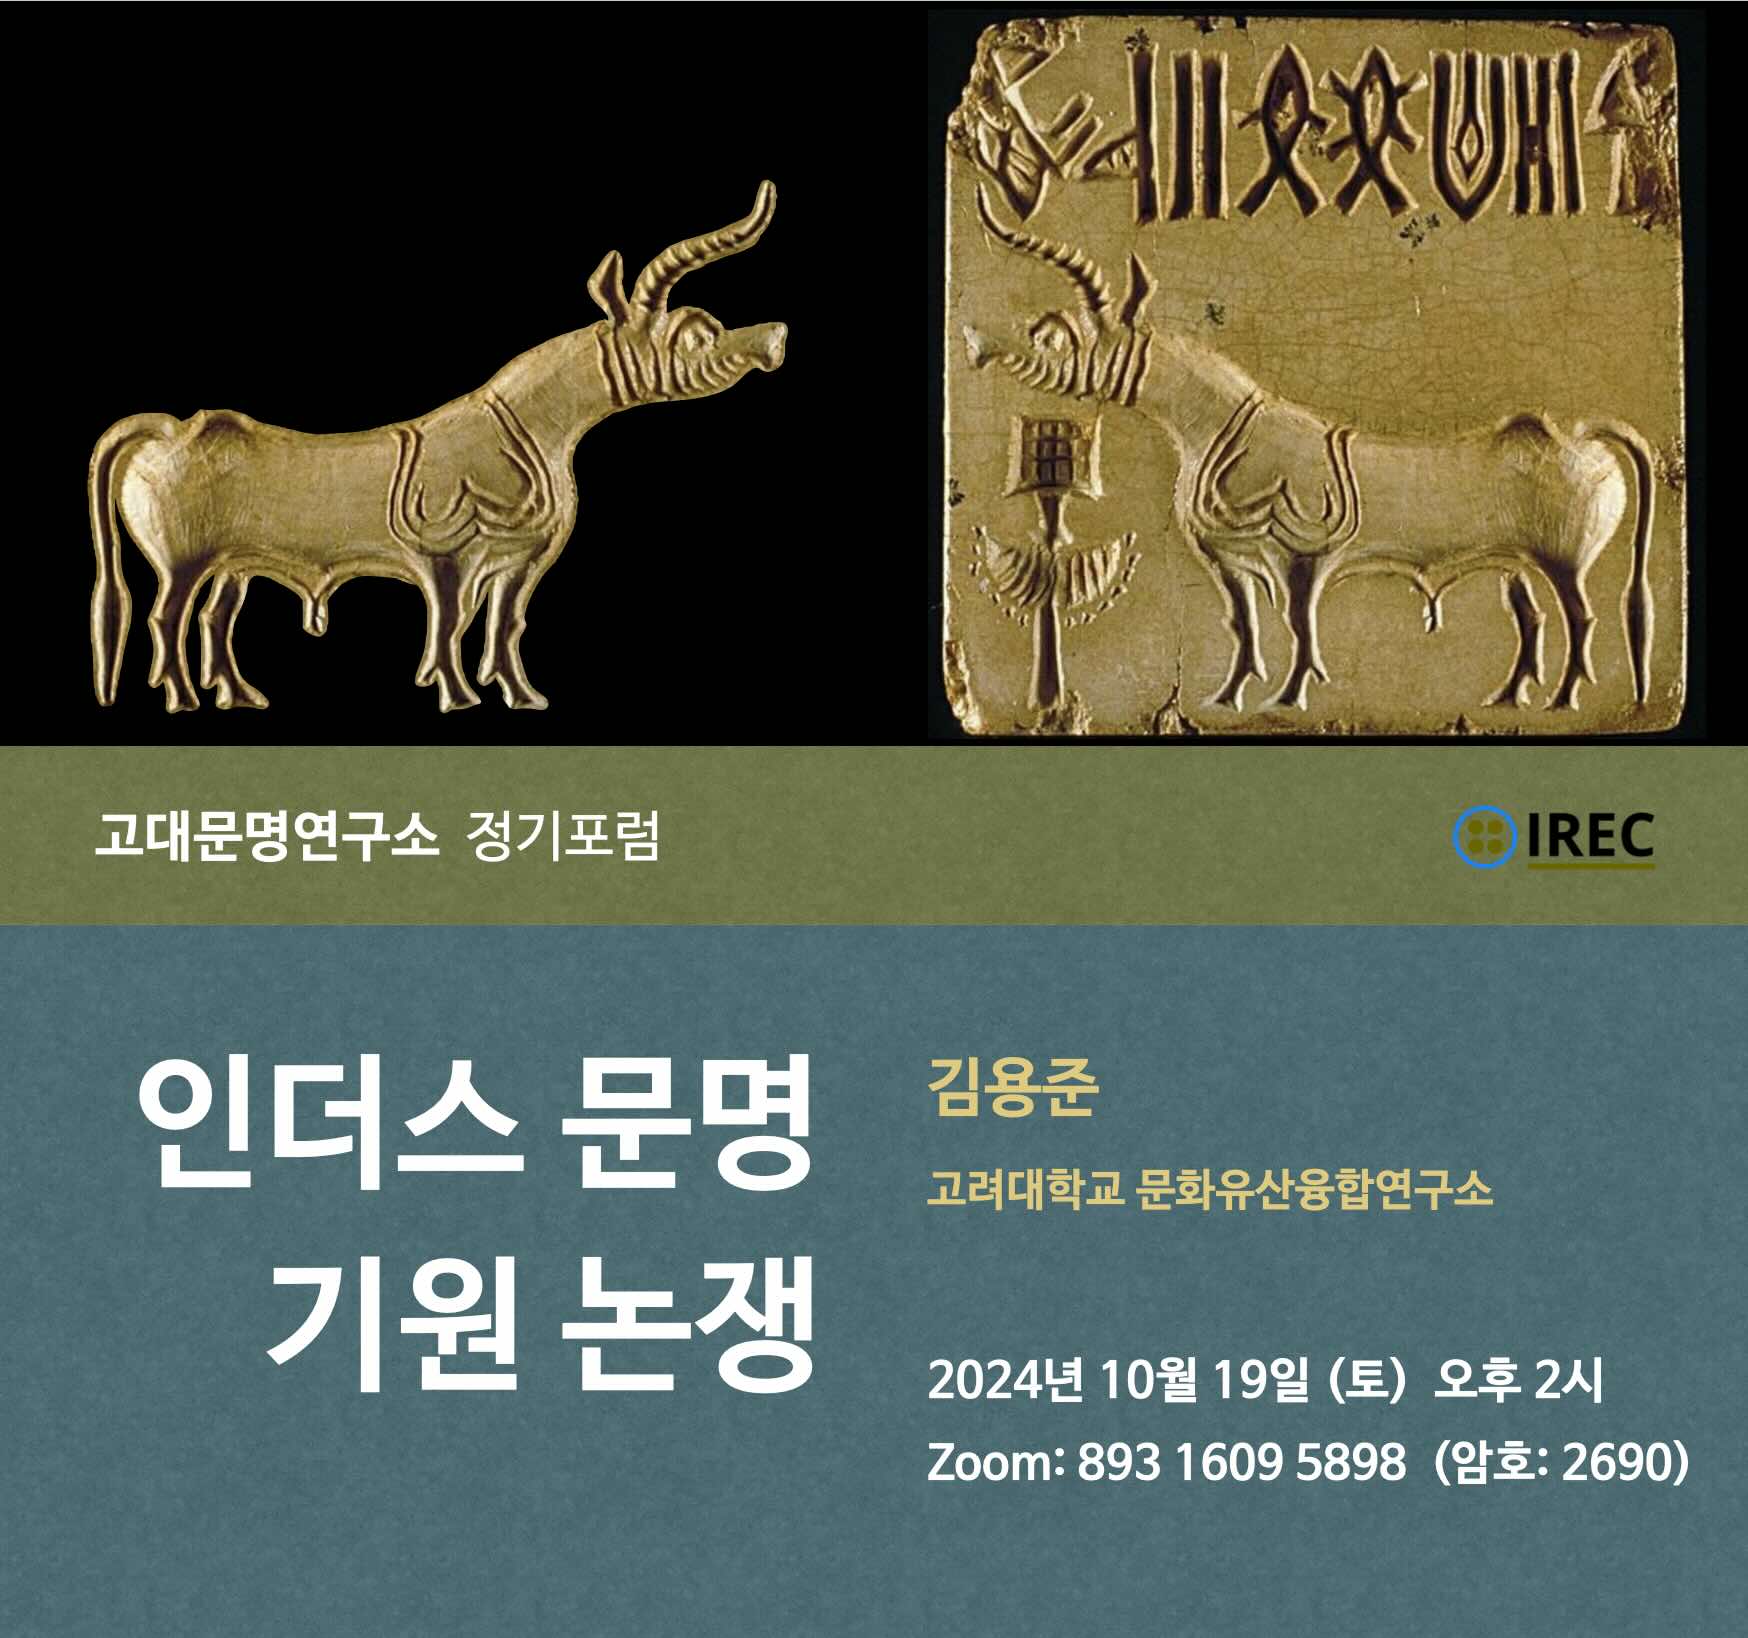 고대문명연구소 정기포럼
IREC
인더스 문명
기원 논쟁
김용준
고려대학교 문화유산융합연구소
2024년 10월 19일 (토) 오후 2시
Zoom: 893 1609 5898 (암호: 2690)